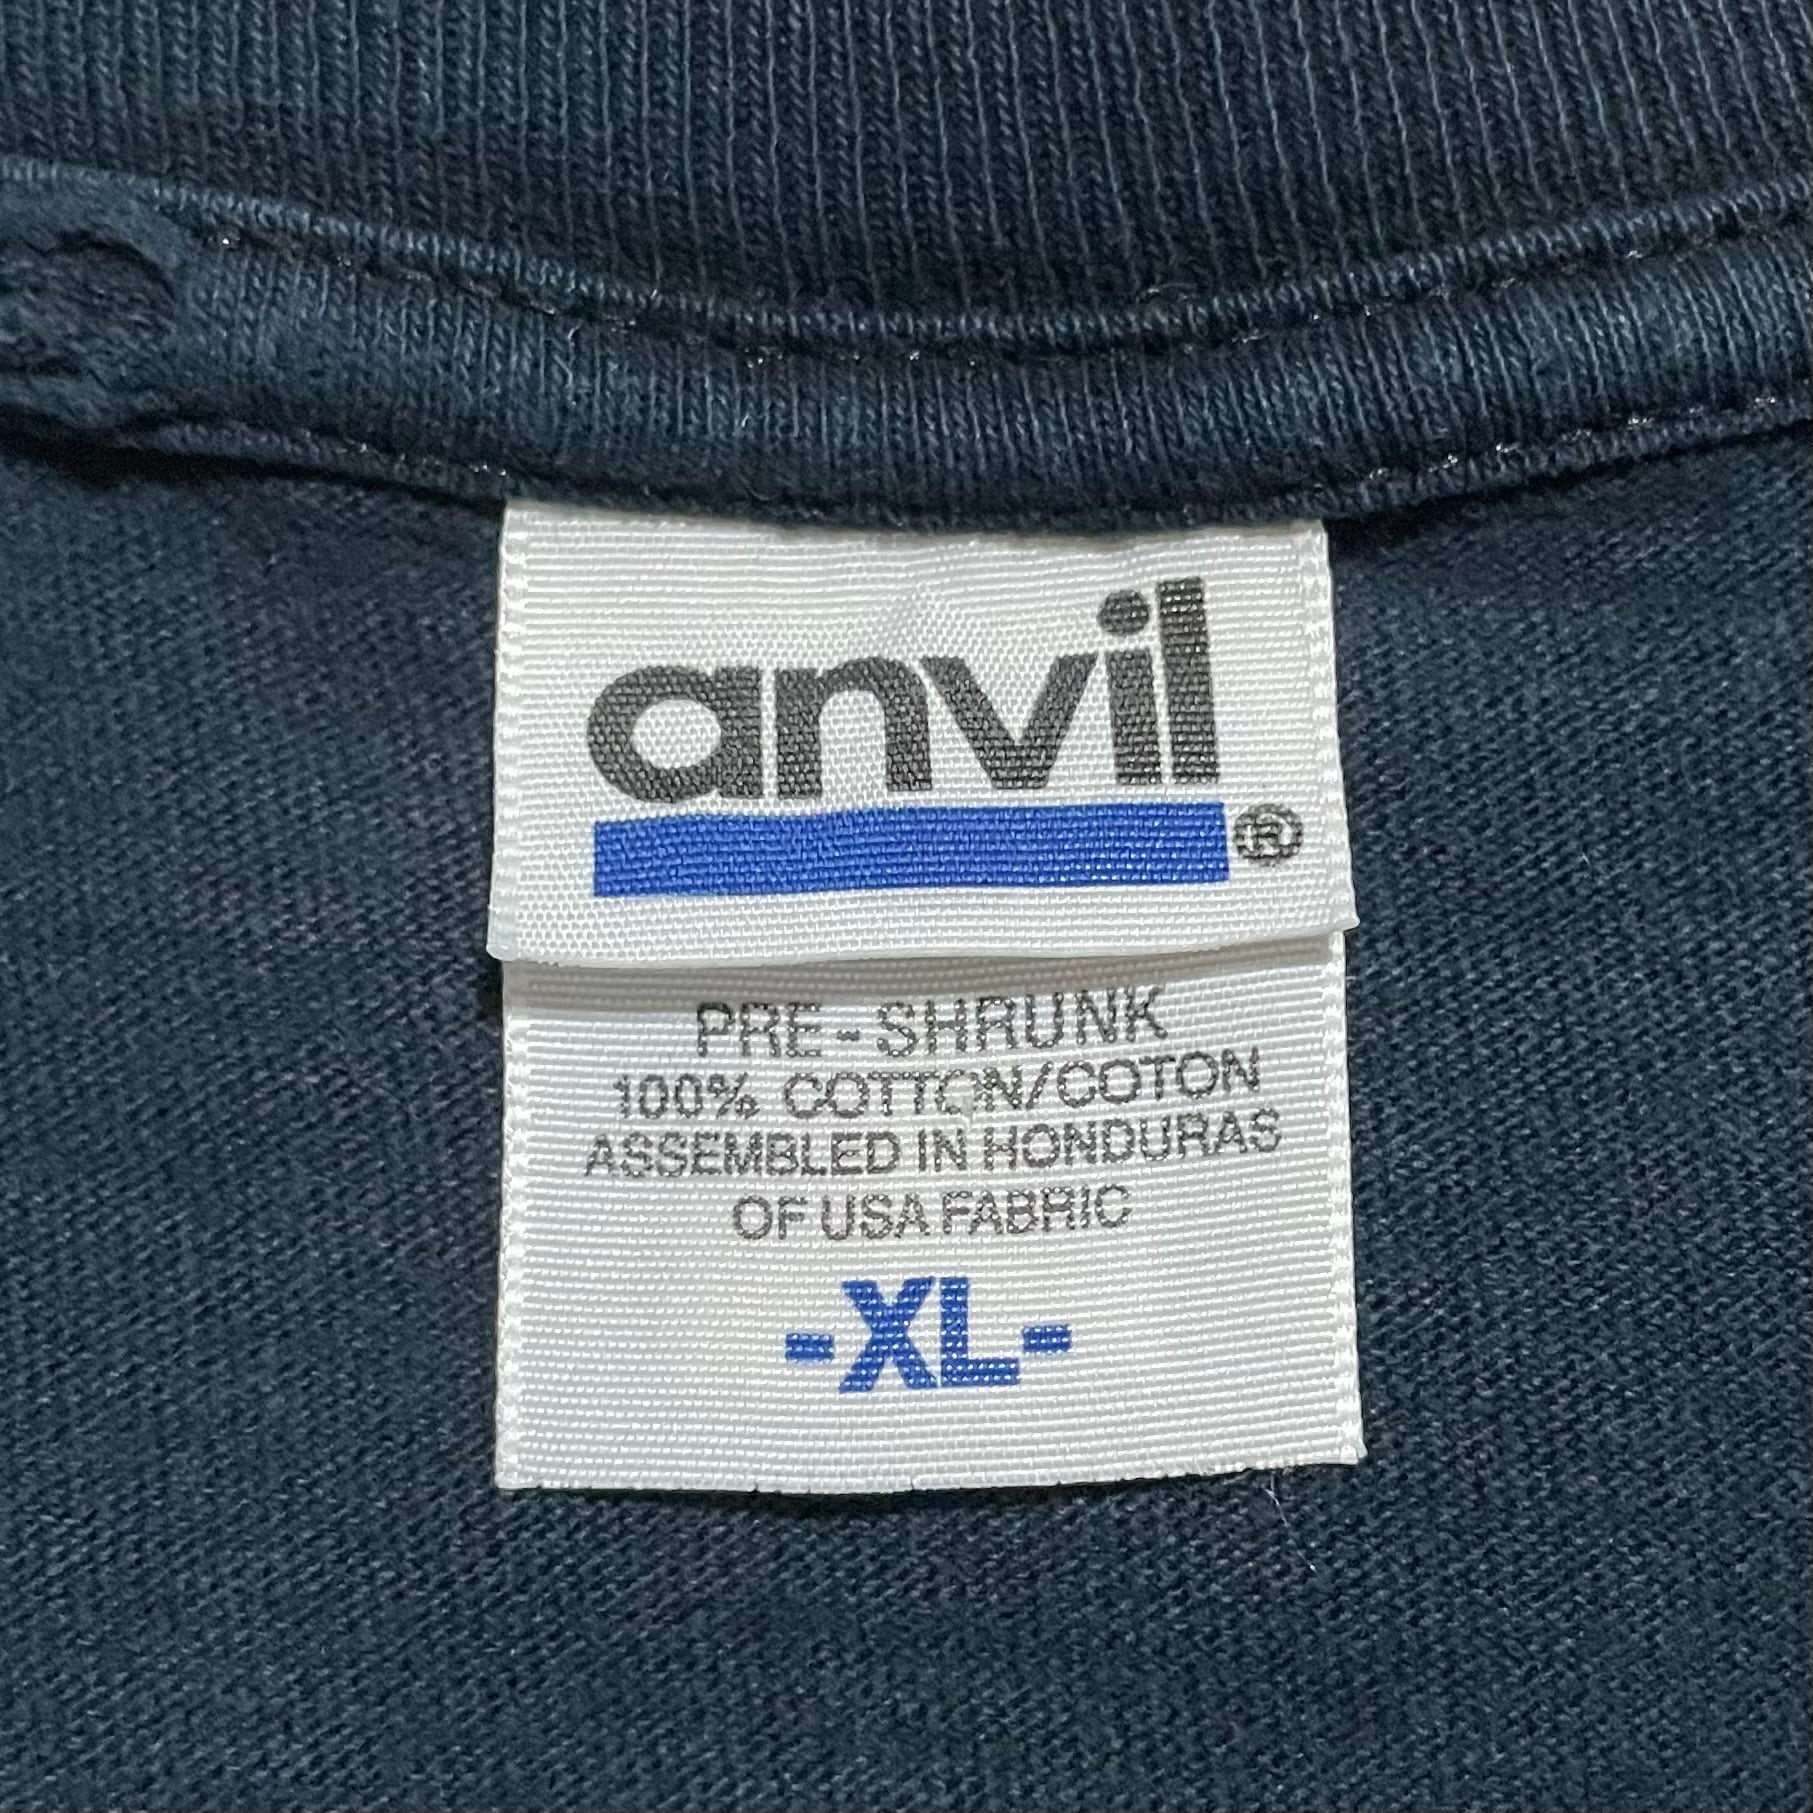 anvil®
PRE-SHRUNK
100% COTTON/COTON
ASSEMBLED IN HONDURAS
OF USA FABRIC
-XL-